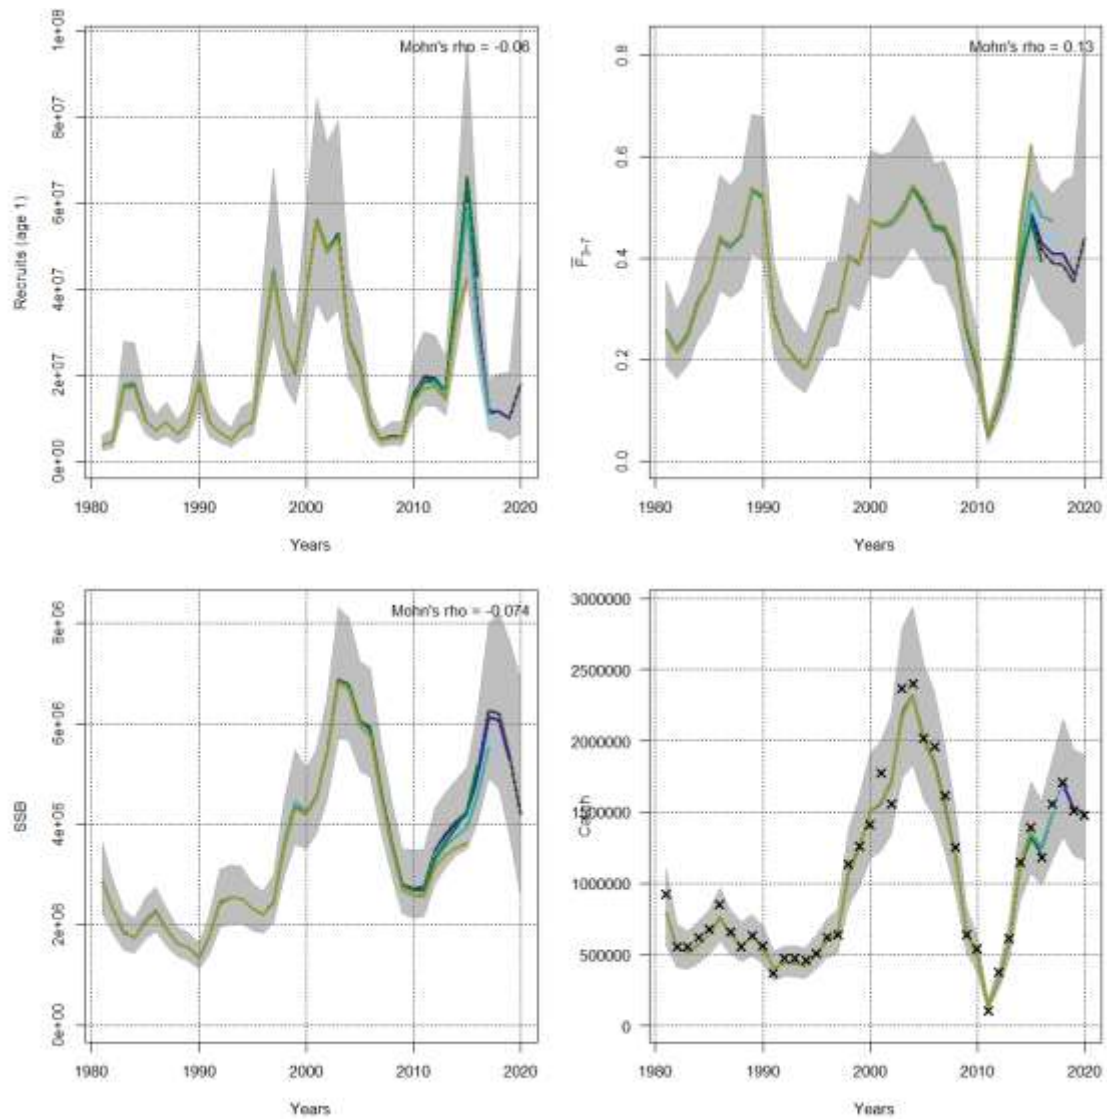 Mohn's rho = -0.06
1e+08
8e+07
6e+07
4e+07
2e+07
0e+00
Recruits (age 1)
1980 1990 2000 2010 2020
Years
Mohn's rho = 0.13
0.8
0.6
0.4
0.2
0.0
F̅3-7
1980 1990 2000 2010 2020
Years
Mohn's rho = -0.074
8e+06
6e+06
4e+06
2e+06
0e+00
SSB
1980 1990 2000 2010 2020
Years
3000000
2500000
2000000
1500000
1000000
500000
0
Catch
1980 1990 2000 2010 2020
Years